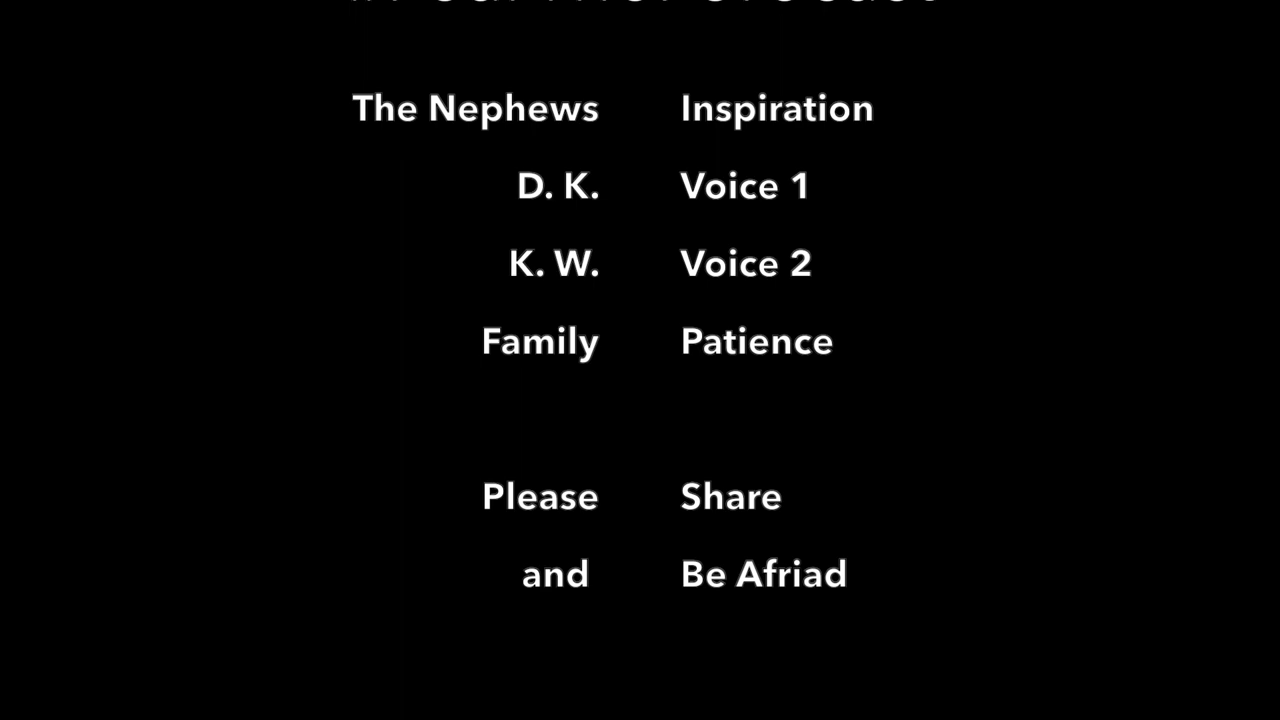 The Nephews Inspiration
D. K. Voice 1
K. W. Voice 2
Family Patience
Please Share
and Be Afriad